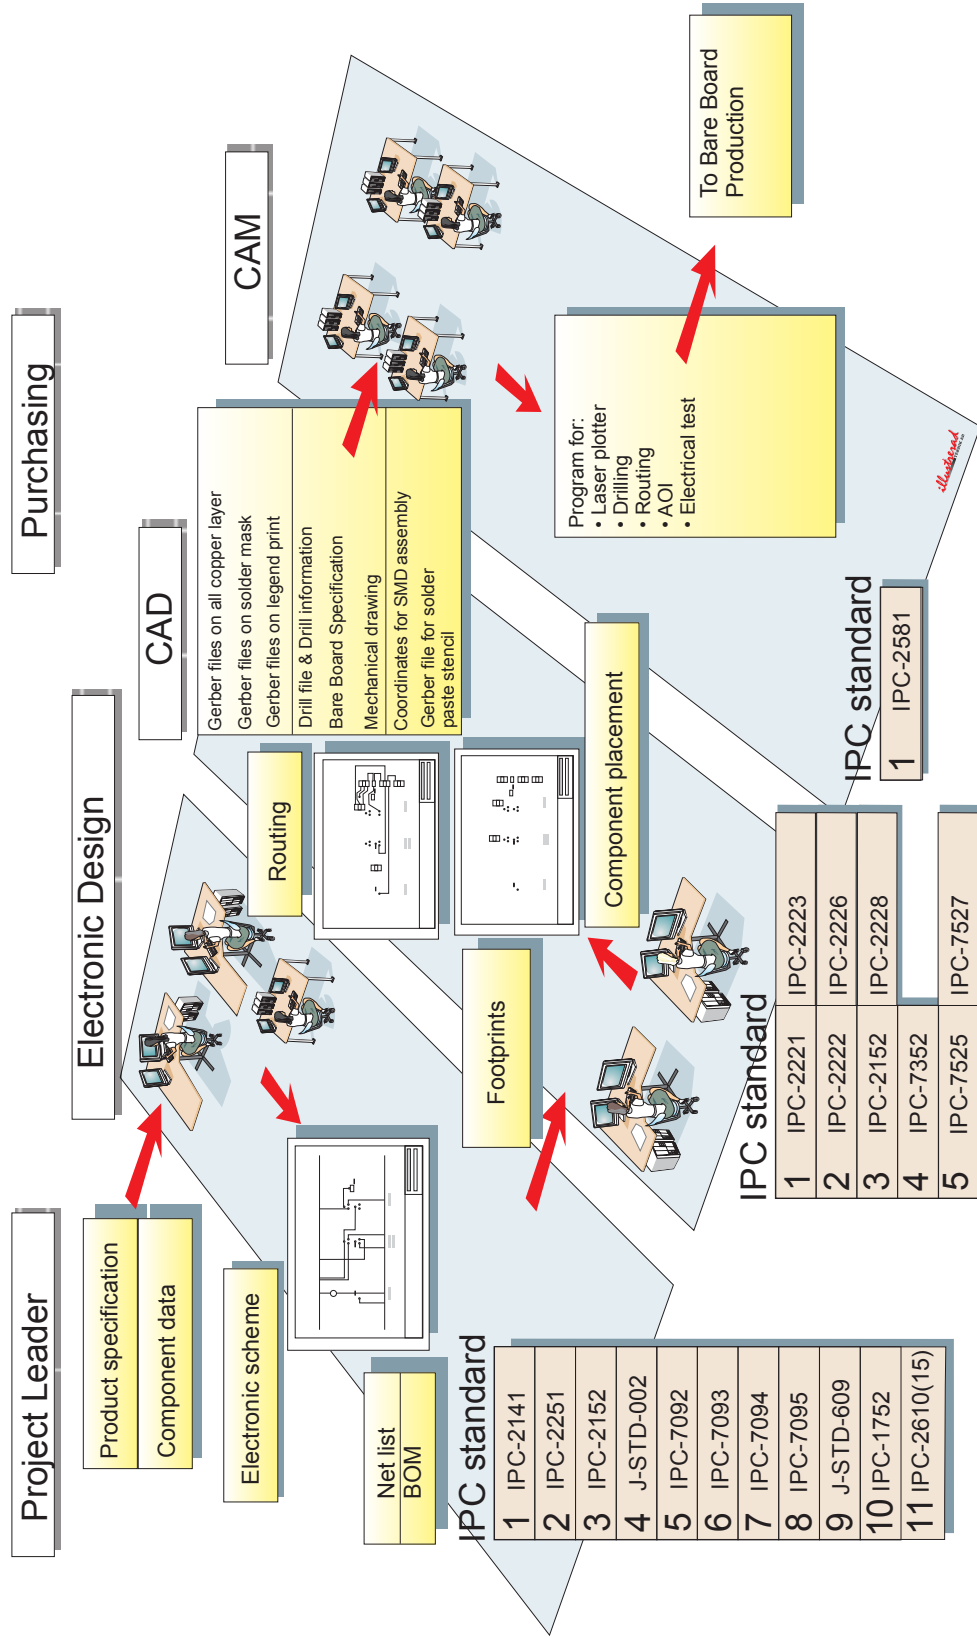 Project Leader
Purchasing
Electronic Design
CAD
CAM
Product specification
Component data
Electronic scheme
Net list
BOM
Routing
Footprints
Component placement
Gerber files on all copper layer
Gerber files on solder mask
Gerber files on legend print
Drill file & Drill information
Bare Board Specification
Mechanical drawing
Coordinates for SMD assembly
Gerber file for solder
paste stencil
Program for:
• Laser plotter
• Drilling
• Routing
• AOI
• Electrical test
To Bare Board
Production
IPC standard
1 IPC-2141
2 IPC-2251
3 IPC-2152
4 J-STD-002
5 IPC-7092
6 IPC-7093
7 IPC-7094
8 IPC-7095
9 J-STD-609
10 IPC-1752
11 IPC-2610(15)
IPC standard
1 IPC-2221 IPC-2223
2 IPC-2222 IPC-2226
3 IPC-2152 IPC-2228
4 IPC-7352
5 IPC-7525 IPC-7527
IPC standard
1 IPC-2581
illustrerad